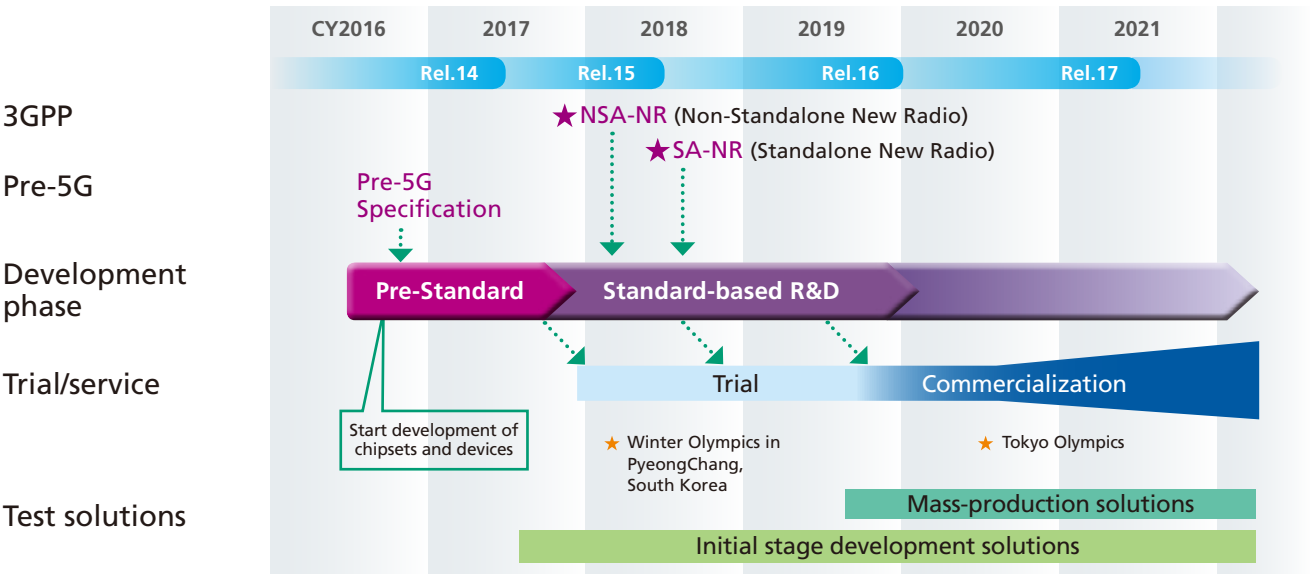 CY2016 2017 2018 2019 2020 2021
Rel.14 Rel.15 Rel.16 Rel.17
3GPP
★NSA-NR (Non-Standalone New Radio)
★SA-NR (Standalone New Radio)
Pre-5G
Pre-5G
Specification
Development
phase
Pre-Standard Standard-based R&D
Trial/service
Trial Commercialization
Start development of
chipsets and devices
★ Winter Olympics in
PyeongChang,
South Korea
★ Tokyo Olympics
Test solutions
Mass-production solutions
Initial stage development solutions